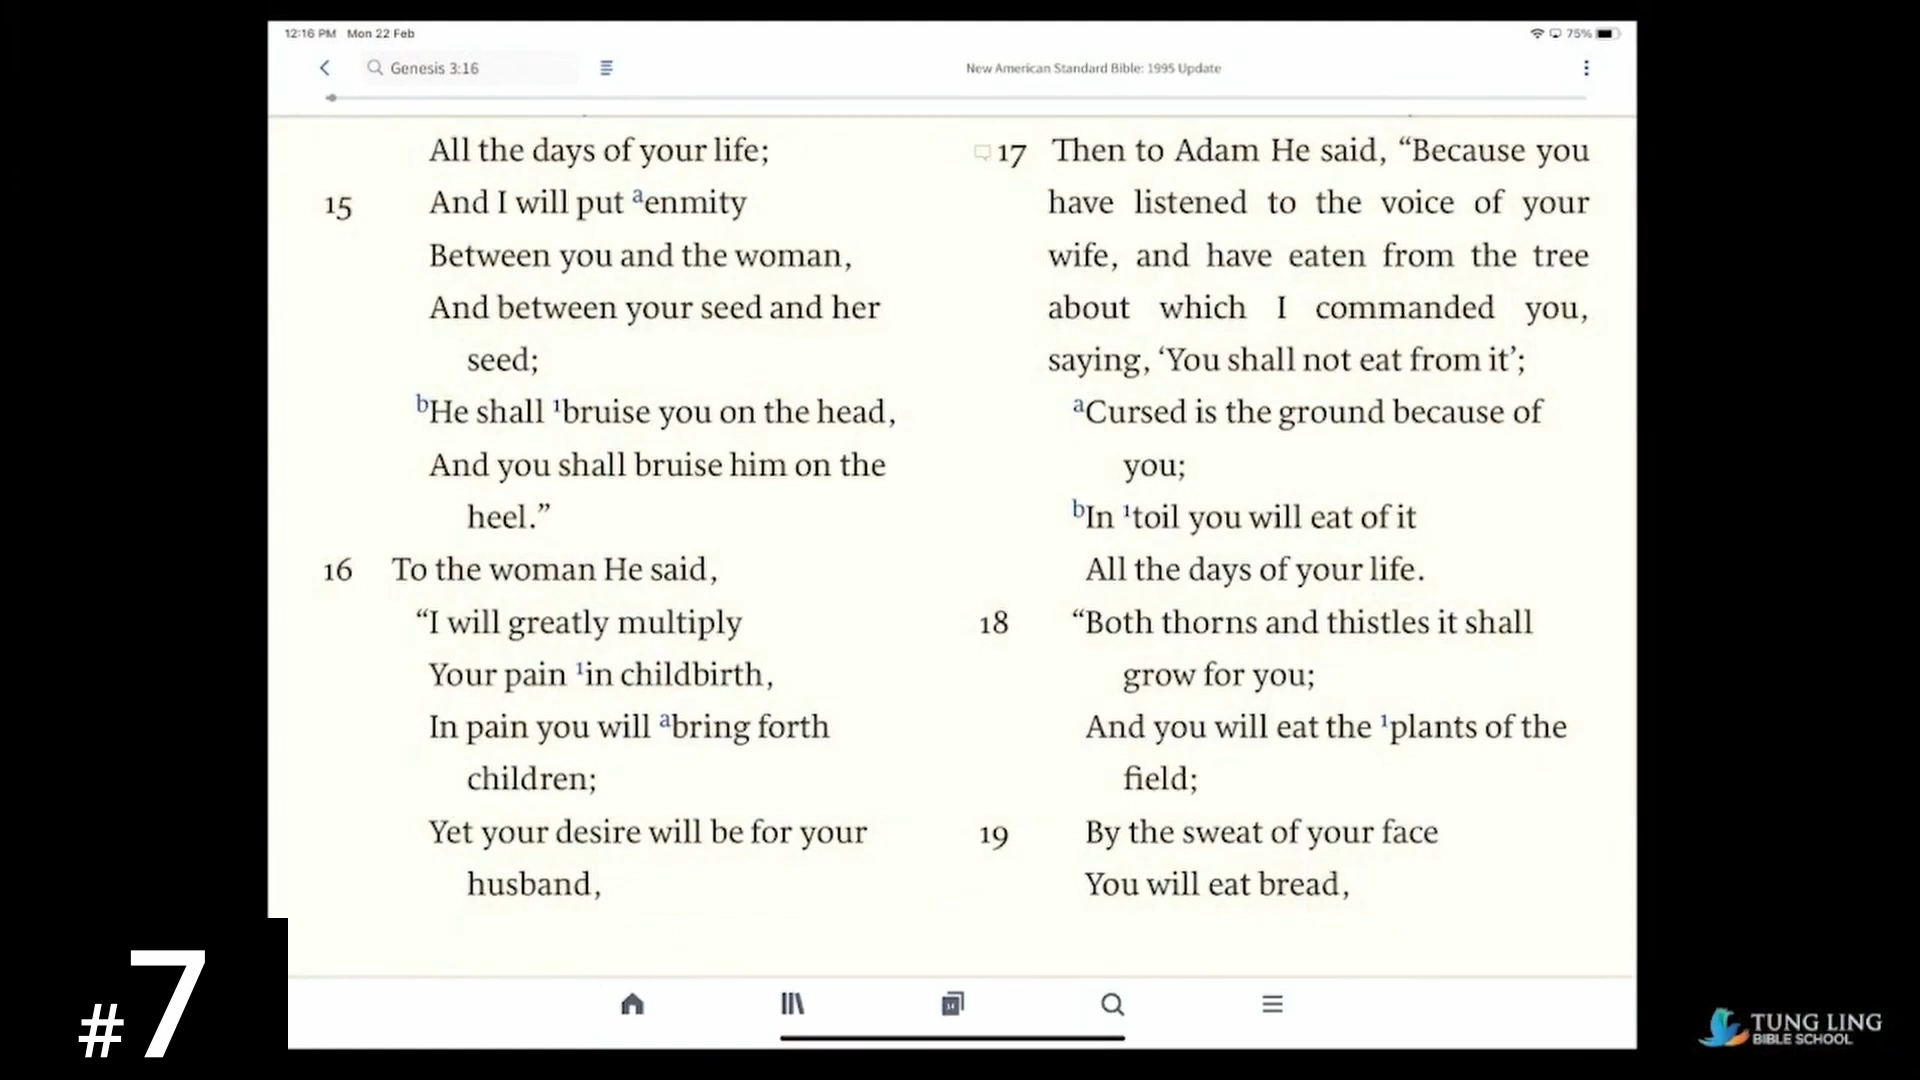 12:16 PM Mon 22 Feb
75%
Genesis 3:16
New American Standard Bible: 1995 Update
All the days of your life;
15 And I will put ᵃenmity
Between you and the woman,
And between your seed and her
seed;
ᵇHe shall ¹bruise you on the head,
And you shall bruise him on the
heel.”
16 To the woman He said,
“I will greatly multiply
Your pain ¹in childbirth,
In pain you will ᵃbring forth
children;
Yet your desire will be for your
husband,
17 Then to Adam He said, “Because you
have listened to the voice of your
wife, and have eaten from the tree
about which I commanded you,
saying, ‘You shall not eat from it’;
ᵃCursed is the ground because of
you;
ᵇIn ¹toil you will eat of it
All the days of your life.
18 “Both thorns and thistles it shall
grow for you;
And you will eat the ¹plants of the
field;
19 By the sweat of your face
You will eat bread,
#7
TUNG LING
BIBLE SCHOOL